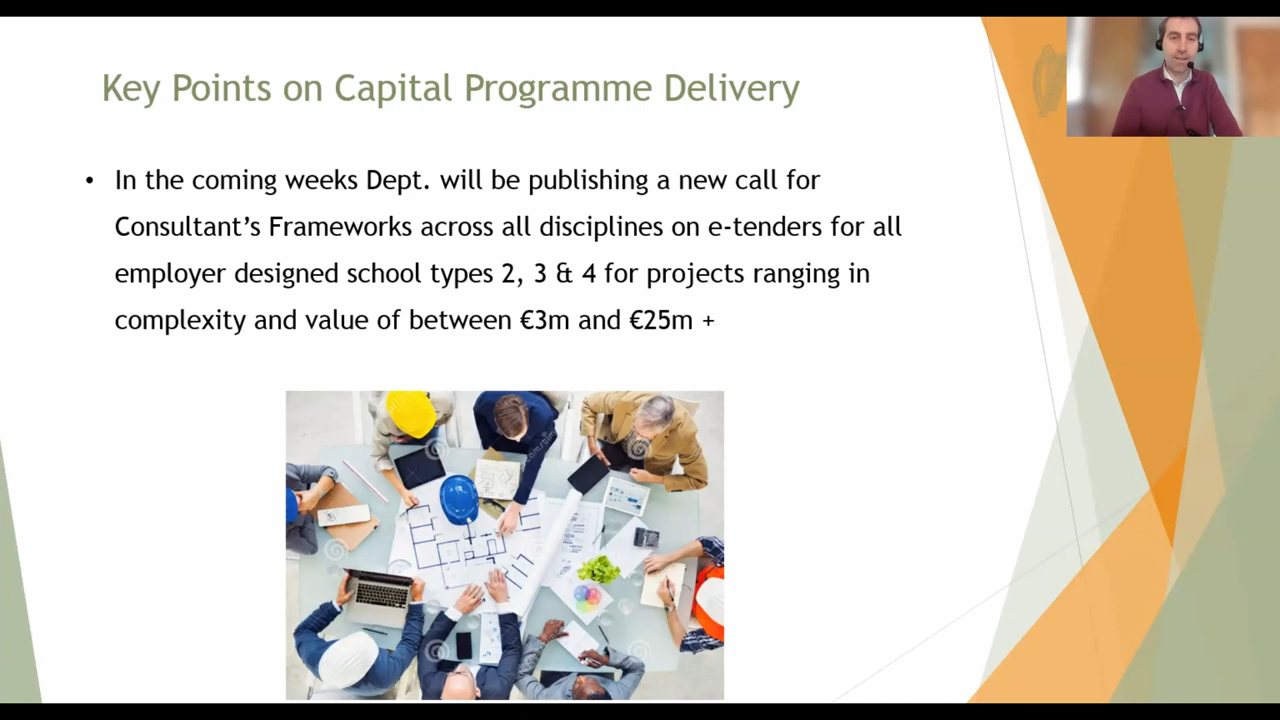 Key Points on Capital Programme Delivery
• In the coming weeks Dept. will be publishing a new call for
Consultant’s Frameworks across all disciplines on e-tenders for all
employer designed school types 2, 3 & 4 for projects ranging in
complexity and value of between €3m and €25m +